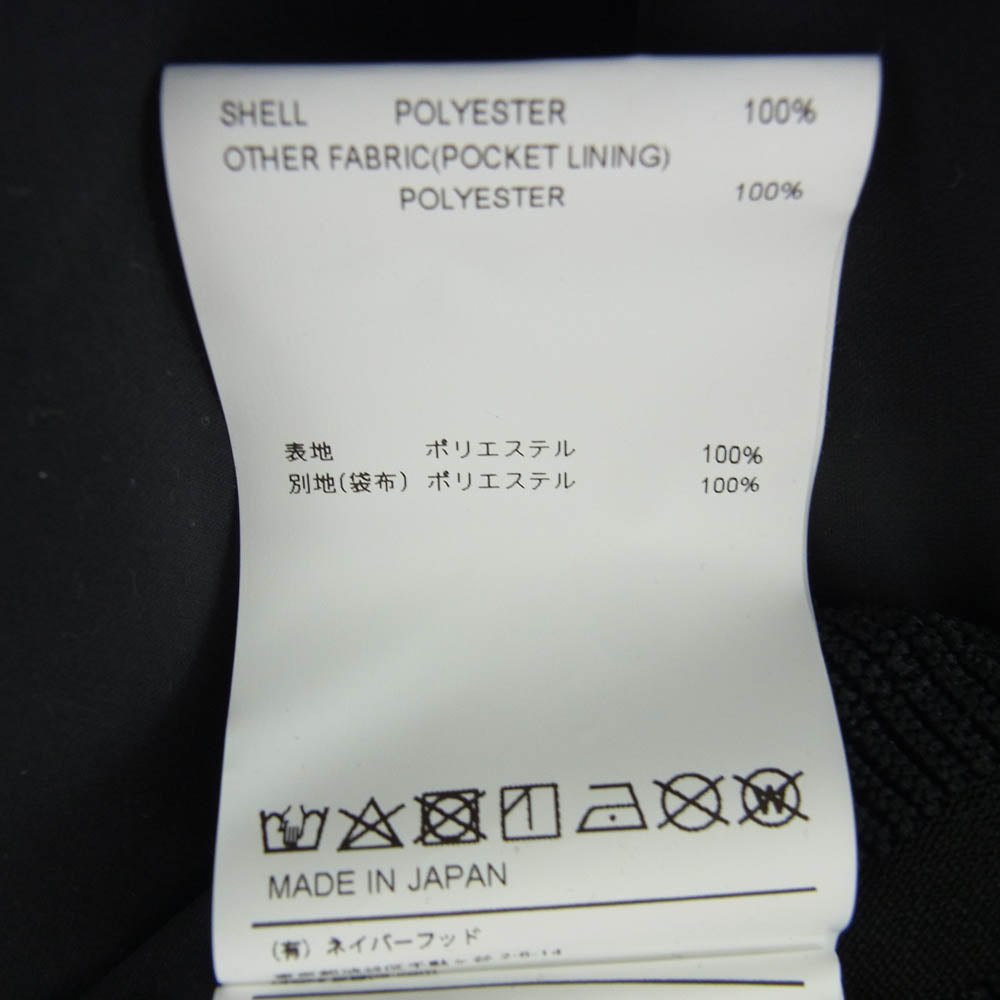 SHELL POLYESTER 100%
OTHER FABRIC(POCKET LINING)
POLYESTER 100%
表地 ポリエステル 100%
別地(袋布) ポリエステル 100%
W
MADE IN JAPAN
(有) ネイバーフッド